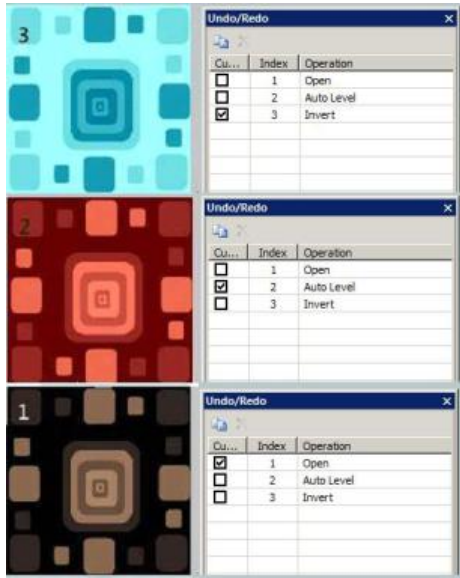 3
Undo/Redo
Cu... Index Operation
1 Open
2 Auto Level
3 Invert
2
Undo/Redo
Cu... Index Operation
1 Open
2 Auto Level
3 Invert
1
Undo/Redo
Cu... Index Operation
1 Open
2 Auto Level
3 Invert